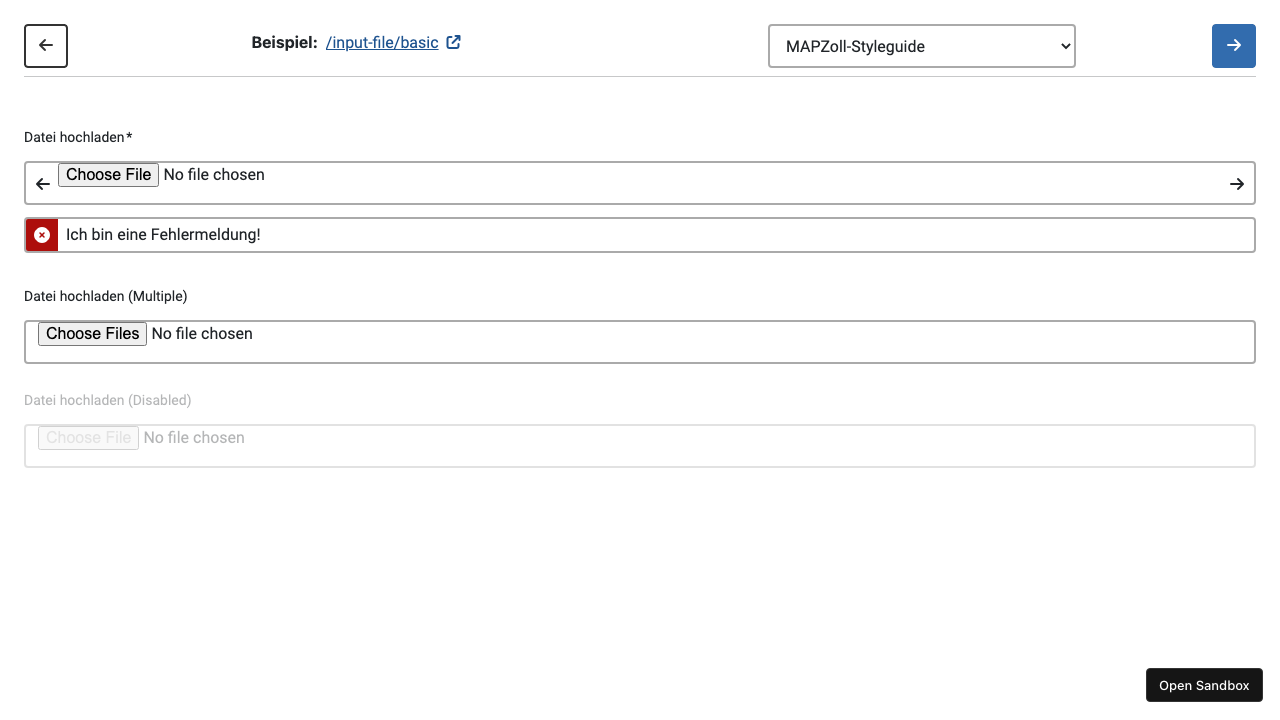 Beispiel: /input-file/basic
MAPZoll-Styleguide
Datei hochladen*
Choose File No file chosen
Ich bin eine Fehlermeldung!
Datei hochladen (Multiple)
Choose Files No file chosen
Datei hochladen (Disabled)
Choose File No file chosen
Open Sandbox